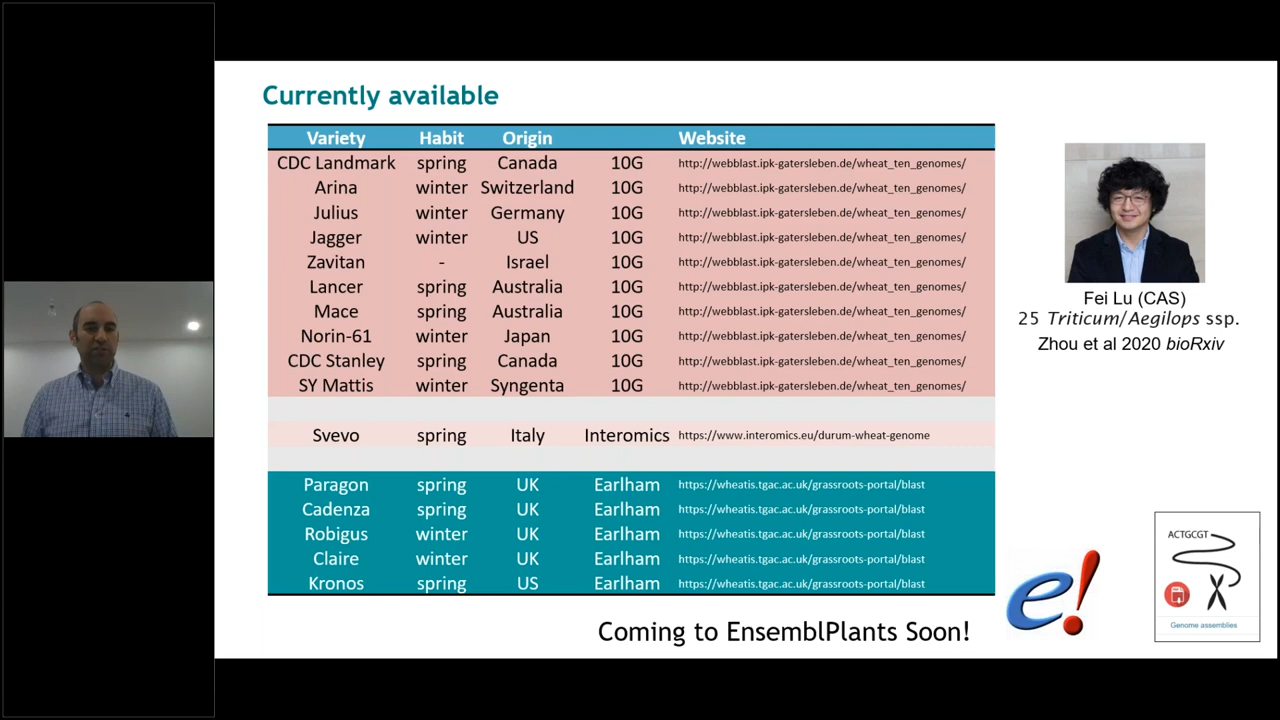 Currently available
Variety Habit Origin Website
CDC Landmark spring Canada 10G http://webblast.ipk-gatersleben.de/wheat_ten_genomes/
Arina winter Switzerland 10G http://webblast.ipk-gatersleben.de/wheat_ten_genomes/
Julius winter Germany 10G http://webblast.ipk-gatersleben.de/wheat_ten_genomes/
Jagger winter US 10G http://webblast.ipk-gatersleben.de/wheat_ten_genomes/
Zavitan - Israel 10G http://webblast.ipk-gatersleben.de/wheat_ten_genomes/
Lancer spring Australia 10G http://webblast.ipk-gatersleben.de/wheat_ten_genomes/
Mace spring Australia 10G http://webblast.ipk-gatersleben.de/wheat_ten_genomes/
Norin-61 winter Japan 10G http://webblast.ipk-gatersleben.de/wheat_ten_genomes/
CDC Stanley spring Canada 10G http://webblast.ipk-gatersleben.de/wheat_ten_genomes/
SY Mattis winter Syngenta 10G http://webblast.ipk-gatersleben.de/wheat_ten_genomes/
Svevo spring Italy Interomics https://www.interomics.eu/durum-wheat-genome
Paragon spring UK Earlham https://wheatis.tgac.ac.uk/grassroots-portal/blast
Cadenza spring UK Earlham https://wheatis.tgac.ac.uk/grassroots-portal/blast
Robigus winter UK Earlham https://wheatis.tgac.ac.uk/grassroots-portal/blast
Claire winter UK Earlham https://wheatis.tgac.ac.uk/grassroots-portal/blast
Kronos spring US Earlham https://wheatis.tgac.ac.uk/grassroots-portal/blast
Coming to EnsemblPlants Soon!
Fei Lu (CAS)
25 Triticum/Aegilops ssp.
Zhou et al 2020 bioRxiv
e!
ACTGCGT
Genome assemblies